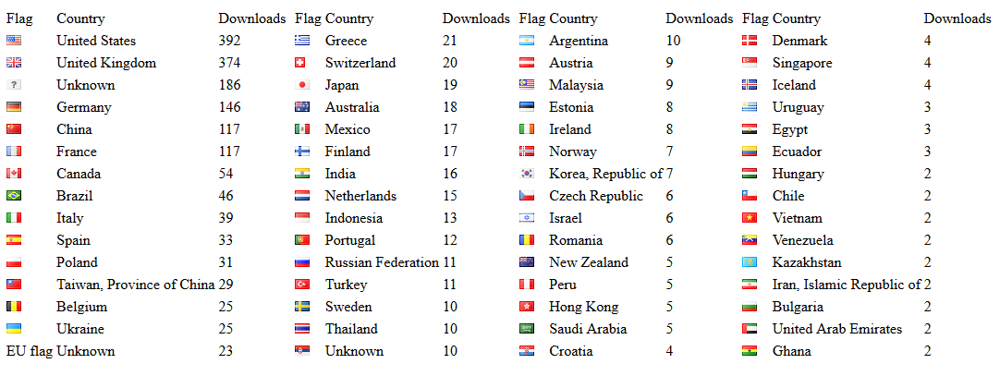 Flag Country Downloads Flag Country Downloads Flag Country Downloads Flag Country Downloads
United States 392 Greece 21 Argentina 10 Denmark 4
United Kingdom 374 Switzerland 20 Austria 9 Singapore 4
? Unknown 186 Japan 19 Malaysia 9 Iceland 4
Germany 146 Australia 18 Estonia 8 Uruguay 3
China 117 Mexico 17 Ireland 8 Egypt 3
France 117 Finland 17 Norway 7 Ecuador 3
Canada 54 India 16 Korea, Republic of 7 Hungary 2
Brazil 46 Netherlands 15 Czech Republic 6 Chile 2
Italy 39 Indonesia 13 Israel 6 Vietnam 2
Spain 33 Portugal 12 Romania 6 Venezuela 2
Poland 31 Russian Federation 11 New Zealand 5 Kazakhstan 2
Taiwan, Province of China 29 Turkey 11 Peru 5 Iran, Islamic Republic of 2
Belgium 25 Sweden 10 Hong Kong 5 Bulgaria 2
Ukraine 25 Thailand 10 Saudi Arabia 5 United Arab Emirates 2
EU flag Unknown 23 Unknown 10 Croatia 4 Ghana 2